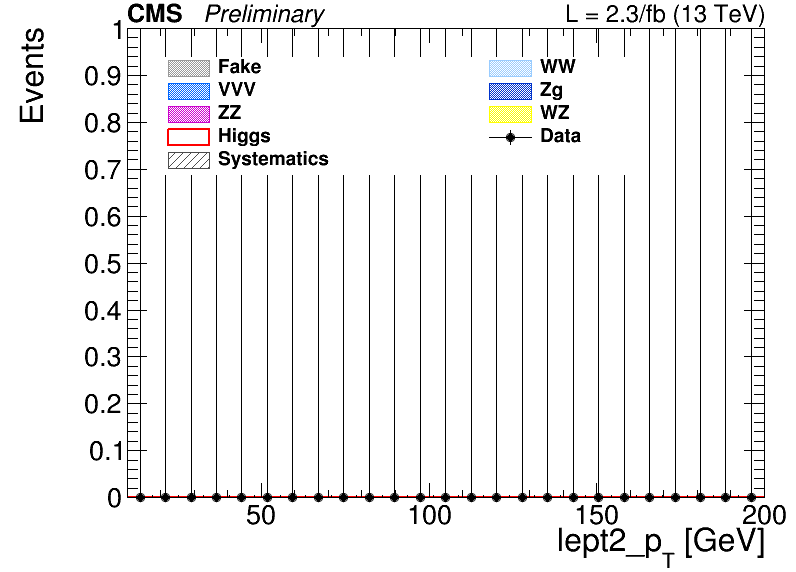 CMS Preliminary L = 2.3/fb (13 TeV)
Events
1
0.9
0.8
0.7
0.6
0.5
0.4
0.3
0.2
0.1
0
Fake
VVV
ZZ
Higgs
Systematics
WW
Zg
WZ
Data
50 100 150 200
lept2_p_T [GeV]